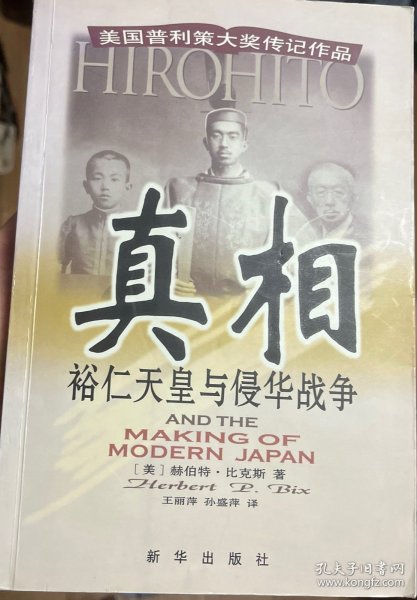 美国普利策大奖传记作品
HIROHITO
真相
裕仁天皇与侵华战争
AND THE
MAKING OF
MODERN JAPAN
［美］赫伯特·比克斯 著
Herbert P. Bix
王丽萍 孙盛萍 译
新华出版社
孔夫子旧书网
www.kongfz.com